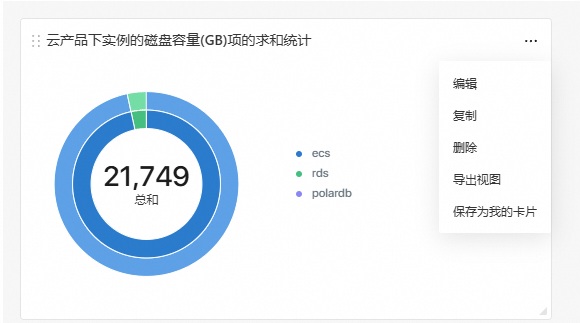 云产品下实例的磁盘容量(GB)项的求和统计
编辑
复制
删除
导出视图
保存为我的卡片
21,749
总和
ecs
rds
polardb